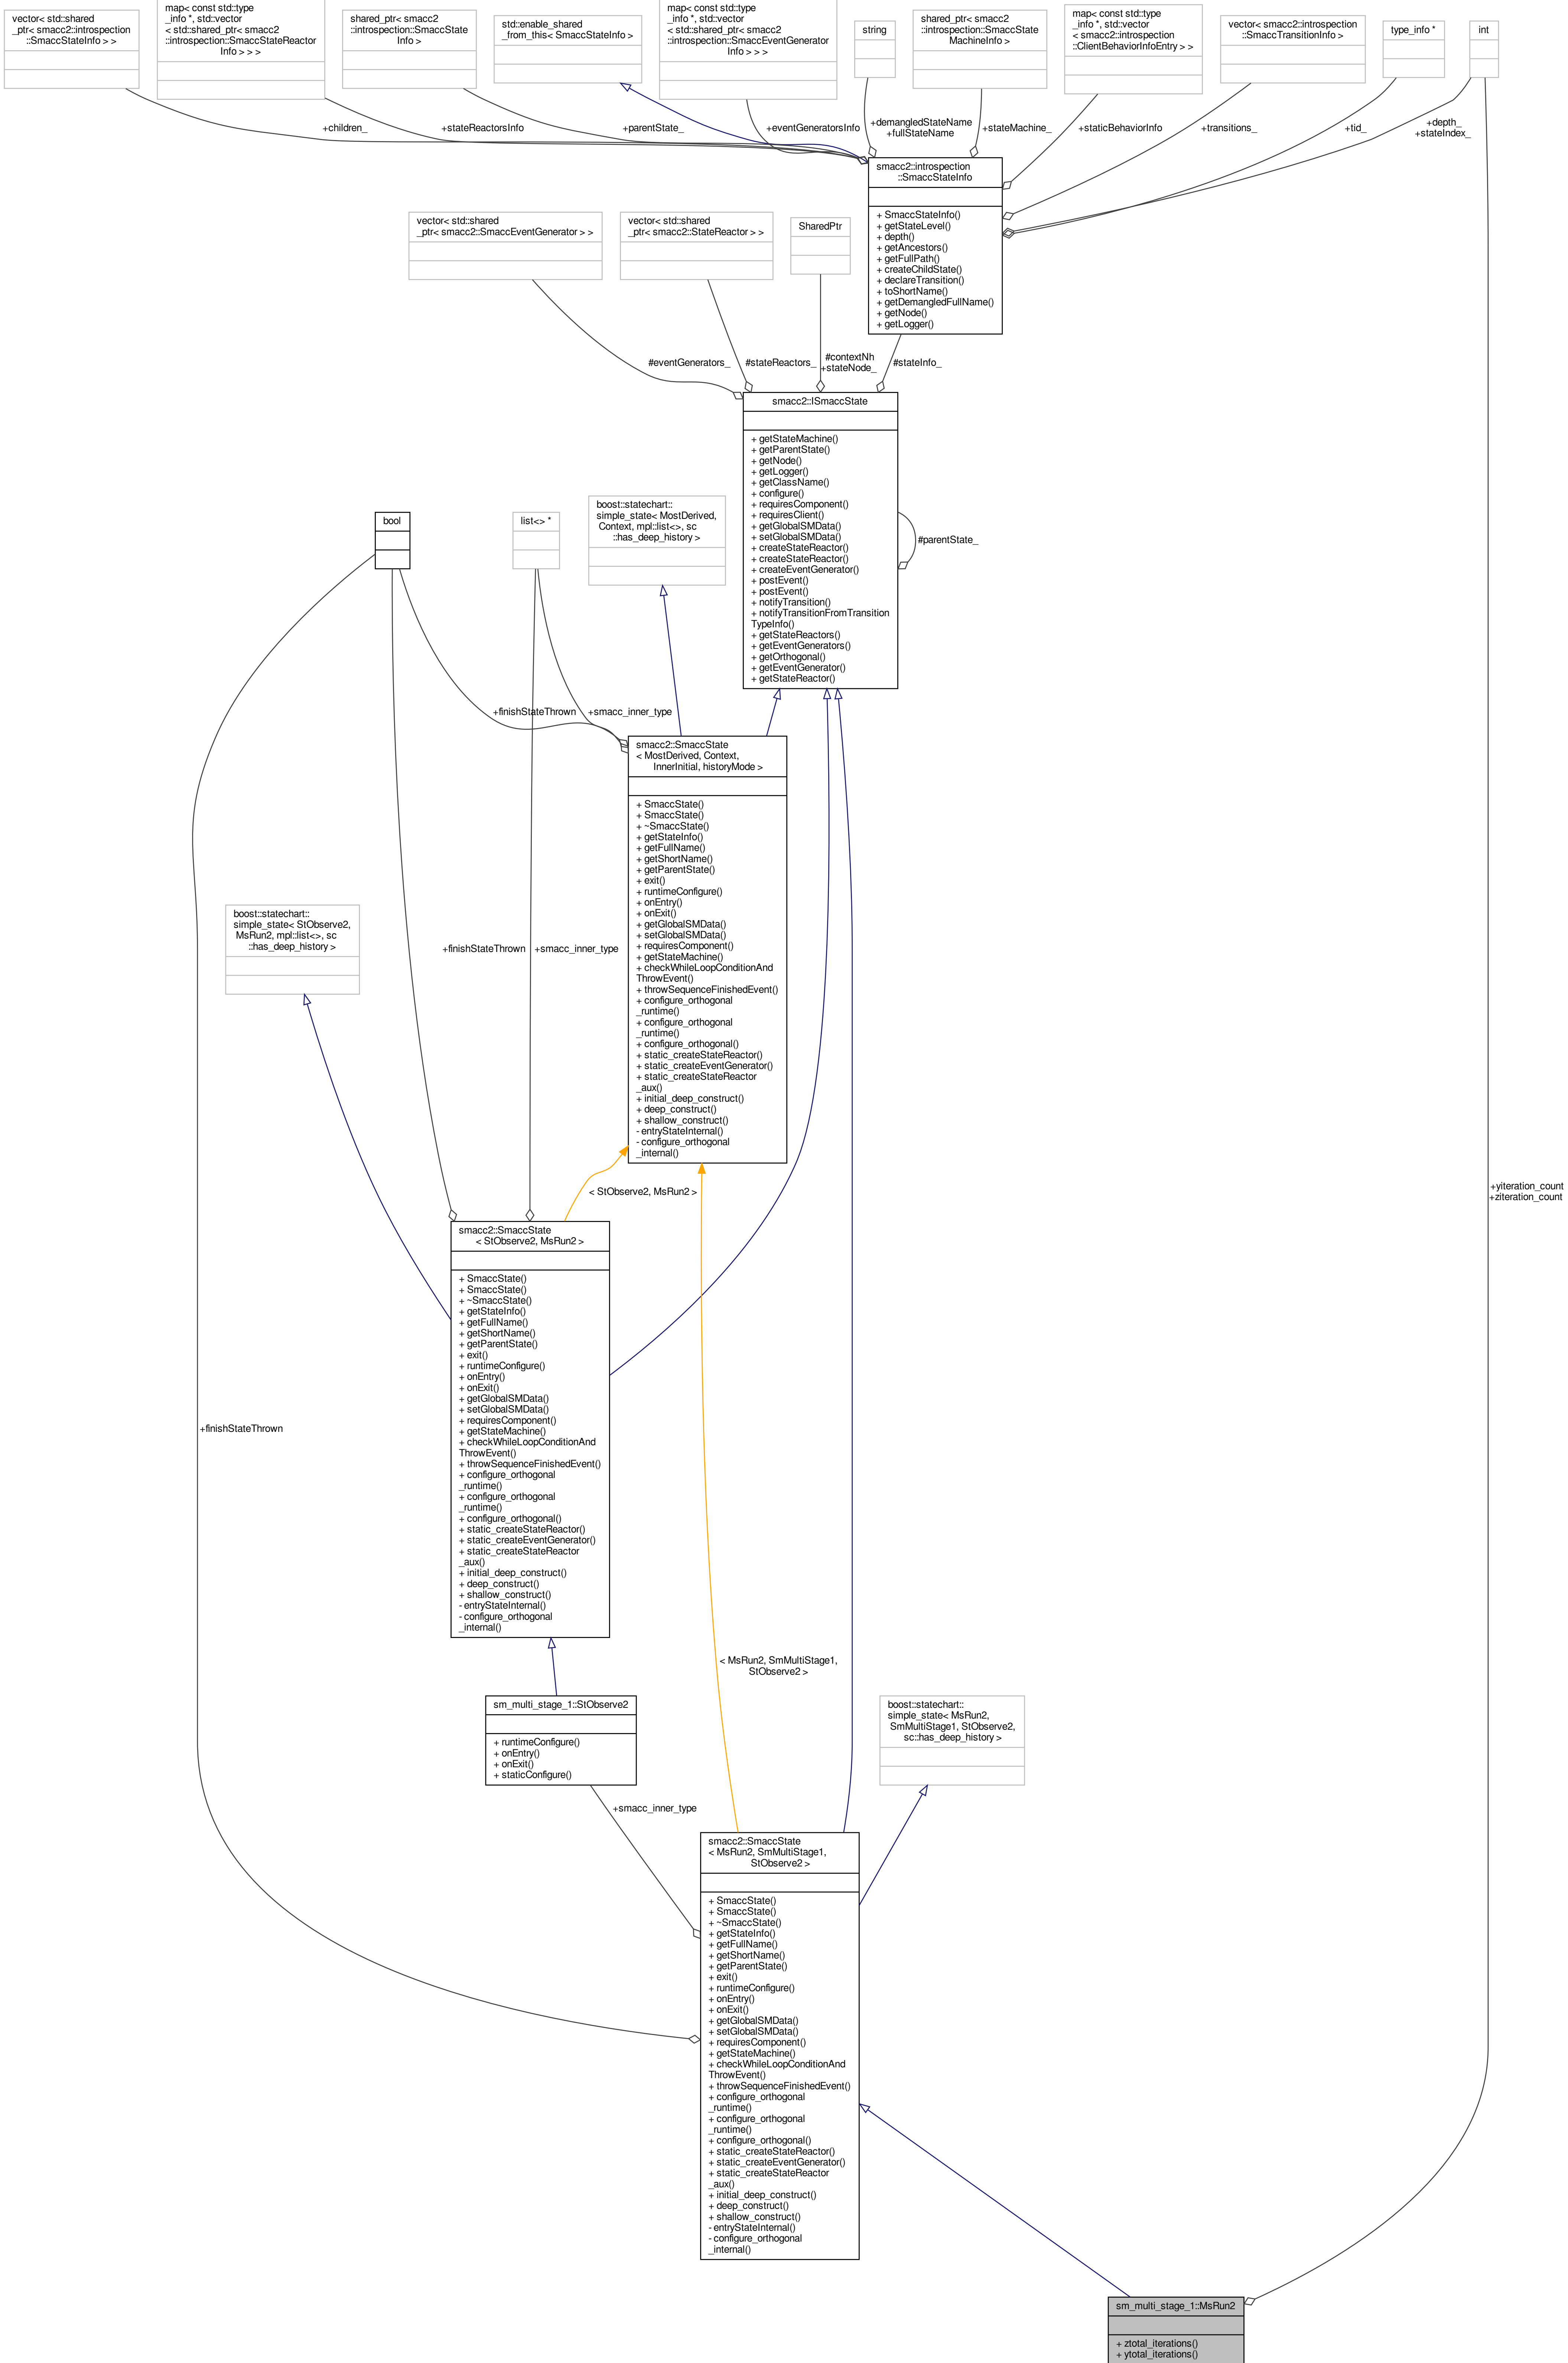 vector< std::shared
_ptr< smacc2::introspection
::SmaccStateInfo > >
map< const std::type
_info *, std::vector
< std::shared_ptr< smacc2
::introspection::SmaccStateReactor
Info > > >
shared_ptr< smacc2
::introspection::SmaccState
Info >
std::enable_shared
_from_this< SmaccStateInfo >
map< const std::type
_info *, std::vector
< std::shared_ptr< smacc2
::introspection::SmaccEventGenerator
Info > > >
string
shared_ptr< smacc2
::introspection::SmaccState
MachineInfo >
map< const std::type
_info *, std::vector
< smacc2::introspection
::ClientBehaviorInfoEntry > >
vector< smacc2::introspection
::SmaccTransitionInfo >
type_info *
int
+children_
+stateReactorsInfo
+parentState_
+eventGeneratorsInfo
+demangledStateName
+fullStateName
+stateMachine_
+staticBehaviorInfo
+transitions_
+tid_
+depth_
+stateIndex_
smacc2::introspection
::SmaccStateInfo
+ SmaccStateInfo()
+ getStateLevel()
+ depth()
+ getAncestors()
+ getFullPath()
+ createChildState()
+ declareTransition()
+ toShortName()
+ getDemangledFullName()
+ getNode()
+ getLogger()
vector< std::shared
_ptr< smacc2::SmaccEventGenerator > >
vector< std::shared
_ptr< smacc2::StateReactor > >
SharedPtr
#eventGenerators_
#stateReactors_
#contextNh
+stateNode_
#stateInfo_
smacc2::ISmaccState
+ getStateMachine()
+ getParentState()
+ getNode()
+ getLogger()
+ getClassName()
+ configure()
+ requiresComponent()
+ requiresClient()
+ getGlobalSMData()
+ setGlobalSMData()
+ createStateReactor()
+ createStateReactor()
+ createEventGenerator()
+ postEvent()
+ postEvent()
+ notifyTransition()
+ notifyTransitionFromTransition
TypeInfo()
+ getStateReactors()
+ getEventGenerators()
+ getOrthogonal()
+ getEventGenerator()
+ getStateReactor()
#parentState_
bool
list<> *
boost::statechart::
simple_state< MostDerived,
Context, mpl::list<>, sc
::has_deep_history >
+finishStateThrown
+smacc_inner_type
smacc2::SmaccState
< MostDerived, Context,
InnerInitial, historyMode >
+ SmaccState()
+ SmaccState()
+ ~SmaccState()
+ getStateInfo()
+ getFullName()
+ getShortName()
+ getParentState()
+ exit()
+ runtimeConfigure()
+ onEntry()
+ onExit()
+ getGlobalSMData()
+ setGlobalSMData()
+ requiresComponent()
+ getStateMachine()
+ checkWhileLoopConditionAnd
ThrowEvent()
+ throwSequenceFinishedEvent()
+ configure_orthogonal
_runtime()
+ configure_orthogonal
_runtime()
+ configure_orthogonal()
+ static_createStateReactor()
+ static_createEventGenerator()
+ static_createStateReactor
_aux()
+ initial_deep_construct()
+ deep_construct()
+ shallow_construct()
- entryStateInternal()
- configure_orthogonal
_internal()
boost::statechart::
simple_state< StObserve2,
MsRun2, mpl::list<>, sc
::has_deep_history >
+finishStateThrown
+smacc_inner_type
< StObserve2, MsRun2 >
+yiteration_count
+ziteration_count
smacc2::SmaccState
< StObserve2, MsRun2 >
+ SmaccState()
+ SmaccState()
+ ~SmaccState()
+ getStateInfo()
+ getFullName()
+ getShortName()
+ getParentState()
+ exit()
+ runtimeConfigure()
+ onEntry()
+ onExit()
+ getGlobalSMData()
+ setGlobalSMData()
+ requiresComponent()
+ getStateMachine()
+ checkWhileLoopConditionAnd
ThrowEvent()
+ throwSequenceFinishedEvent()
+ configure_orthogonal
_runtime()
+ configure_orthogonal
_runtime()
+ configure_orthogonal()
+ static_createStateReactor()
+ static_createEventGenerator()
+ static_createStateReactor
_aux()
+ initial_deep_construct()
+ deep_construct()
+ shallow_construct()
- entryStateInternal()
- configure_orthogonal
_internal()
+finishStateThrown
< MsRun2, SmMultiStage1,
StObserve2 >
sm_multi_stage_1::StObserve2
+ runtimeConfigure()
+ onEntry()
+ onExit()
+ staticConfigure()
boost::statechart::
simple_state< MsRun2,
SmMultiStage1, StObserve2,
sc::has_deep_history >
+smacc_inner_type
smacc2::SmaccState
< MsRun2, SmMultiStage1,
StObserve2 >
+ SmaccState()
+ SmaccState()
+ ~SmaccState()
+ getStateInfo()
+ getFullName()
+ getShortName()
+ getParentState()
+ exit()
+ runtimeConfigure()
+ onEntry()
+ onExit()
+ getGlobalSMData()
+ setGlobalSMData()
+ requiresComponent()
+ getStateMachine()
+ checkWhileLoopConditionAnd
ThrowEvent()
+ throwSequenceFinishedEvent()
+ configure_orthogonal
_runtime()
+ configure_orthogonal
_runtime()
+ configure_orthogonal()
+ static_createStateReactor()
+ static_createEventGenerator()
+ static_createStateReactor
_aux()
+ initial_deep_construct()
+ deep_construct()
+ shallow_construct()
- entryStateInternal()
- configure_orthogonal
_internal()
sm_multi_stage_1::MsRun2
+ ztotal_iterations()
+ ytotal_iterations()